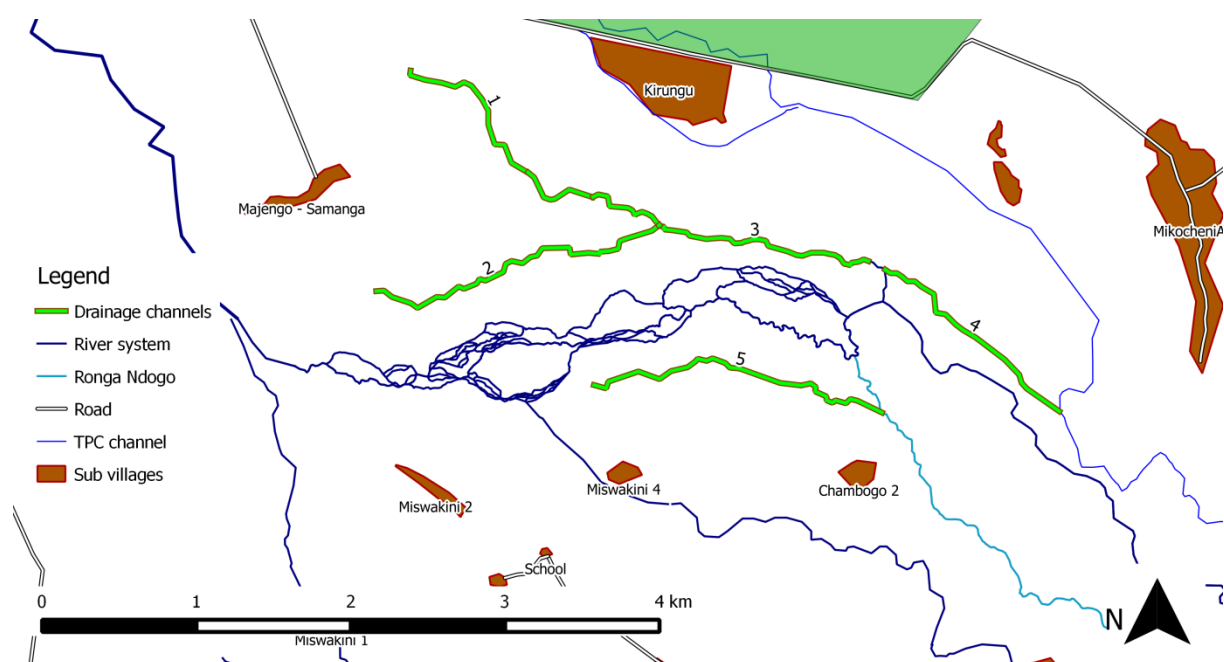 Kirungu
1
Majengo - Samanga
MikocheniA
3
2
Legend
Drainage channels
River system
Ronga Ndogo
Road
TPC channel
Sub villages
4
5
Miswakini 2
Miswakini 4
Chambogo 2
School
0 1 2 3 4 km
Miswakini 1
N